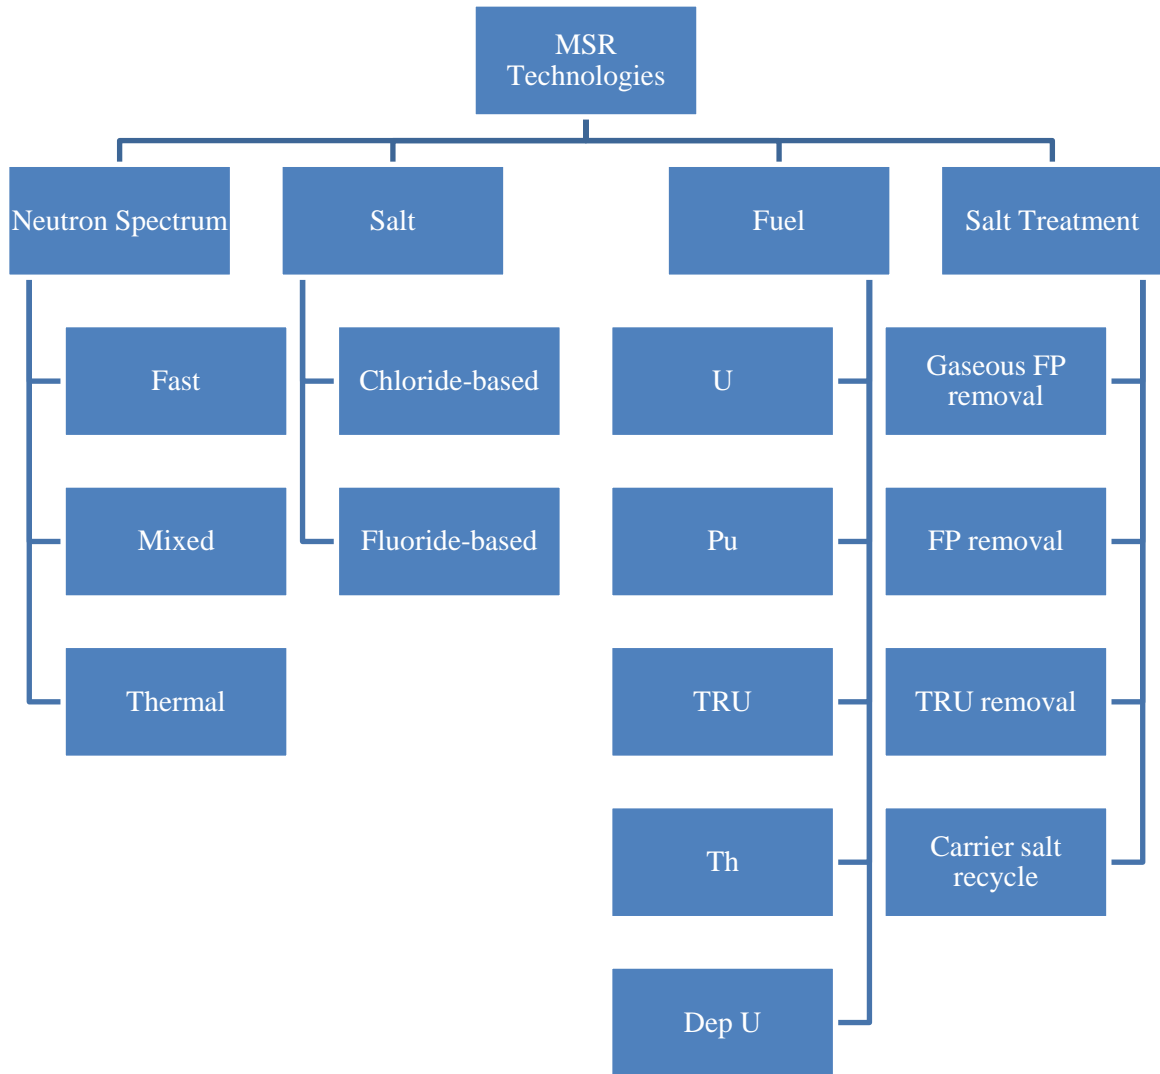 MSR
Technologies
Neutron Spectrum
Salt
Fuel
Salt Treatment
Fast
Mixed
Thermal
Chloride-based
Fluoride-based
U
Pu
TRU
Th
Dep U
Gaseous FP
removal
FP removal
TRU removal
Carrier salt
recycle